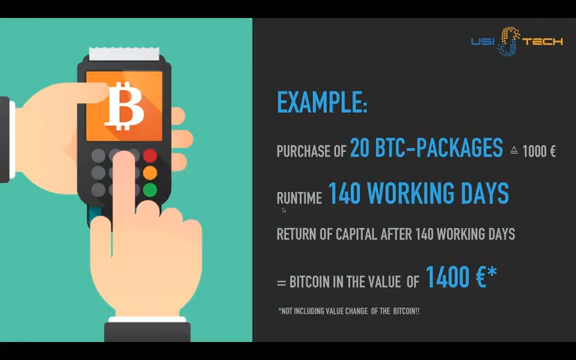 USI TECH
EXAMPLE:
PURCHASE OF 20 BTC-PACKAGES ≙ 1000 €
RUNTIME 140 WORKING DAYS
RETURN OF CAPITAL AFTER 140 WORKING DAYS
= BITCOIN IN THE VALUE OF 1400 €*
*NOT INCLUDING VALUE CHANGE OF THE BITCOIN!!